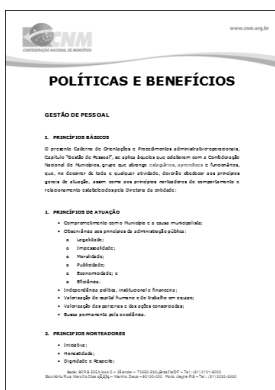 CNM
CONFEDERAÇÃO NACIONAL DE MUNICÍPIOS
www.cnm.org.br
POLÍTICAS E BENEFÍCIOS
GESTÃO DE PESSOAL
1. PRINCÍPIOS BÁSICOS
O presente Caderno de Orientações e Procedimentos administrativo-operacionais,
Capítulo "Gestão de Pessoal", se aplica àqueles que colaboram com a Confederação
Nacional de Municípios, grupo que abrange estagiários, aprendizes e funcionários,
que, no decorrer de toda e qualquer atividade, deverão obedecer aos princípios
gerais de atuação, assim como aos princípios norteadores de comportamento e
relacionamento estabelecidos pela Diretoria da entidade:
1. PRINCÍPIOS DE ATUAÇÃO
• Comprometimento com o Município e a causa municipalista;
• Observância aos princípios da administração pública:
o Legalidade;
o Impessoalidade;
o Moralidade;
o Publicidade;
o Economicidade; e
o Eficiência.
• Independência política, institucional e financeira;
• Valorização do capital humano e do trabalho em equipe;
• Valorização das parcerias e das ações consorciadas;
• Busca permanente pela excelência.
2. PRINCÍPIOS NORTEADORES
• Iniciativa;
• Honestidade;
• Dignidade e Respeito;